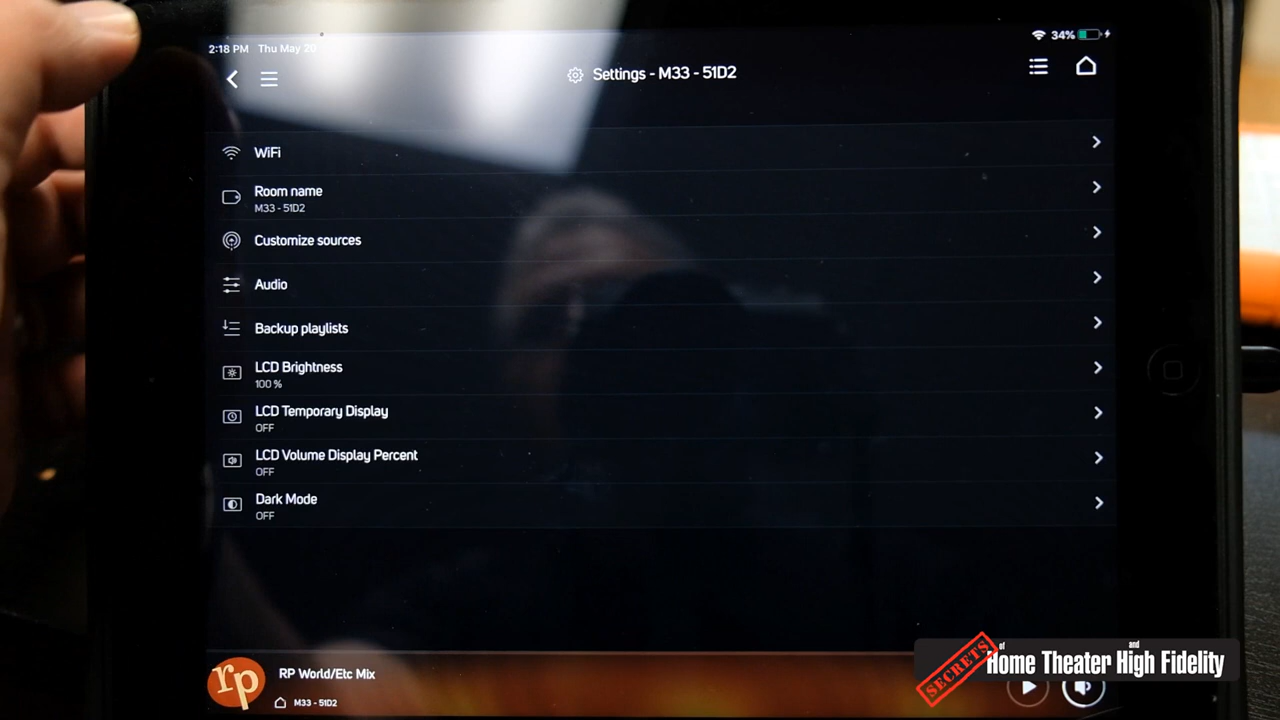 2:18 PM Thu May 20
34%
Settings - M33 - 51D2
WiFi
Room name
M33 - 51D2
Customize sources
Audio
Backup playlists
LCD Brightness
100 %
LCD Temporary Display
OFF
LCD Volume Display Percent
OFF
Dark Mode
OFF
rp
RP World/Etc Mix
M33 - 51D2
SECRETS of Home Theater and High Fidelity